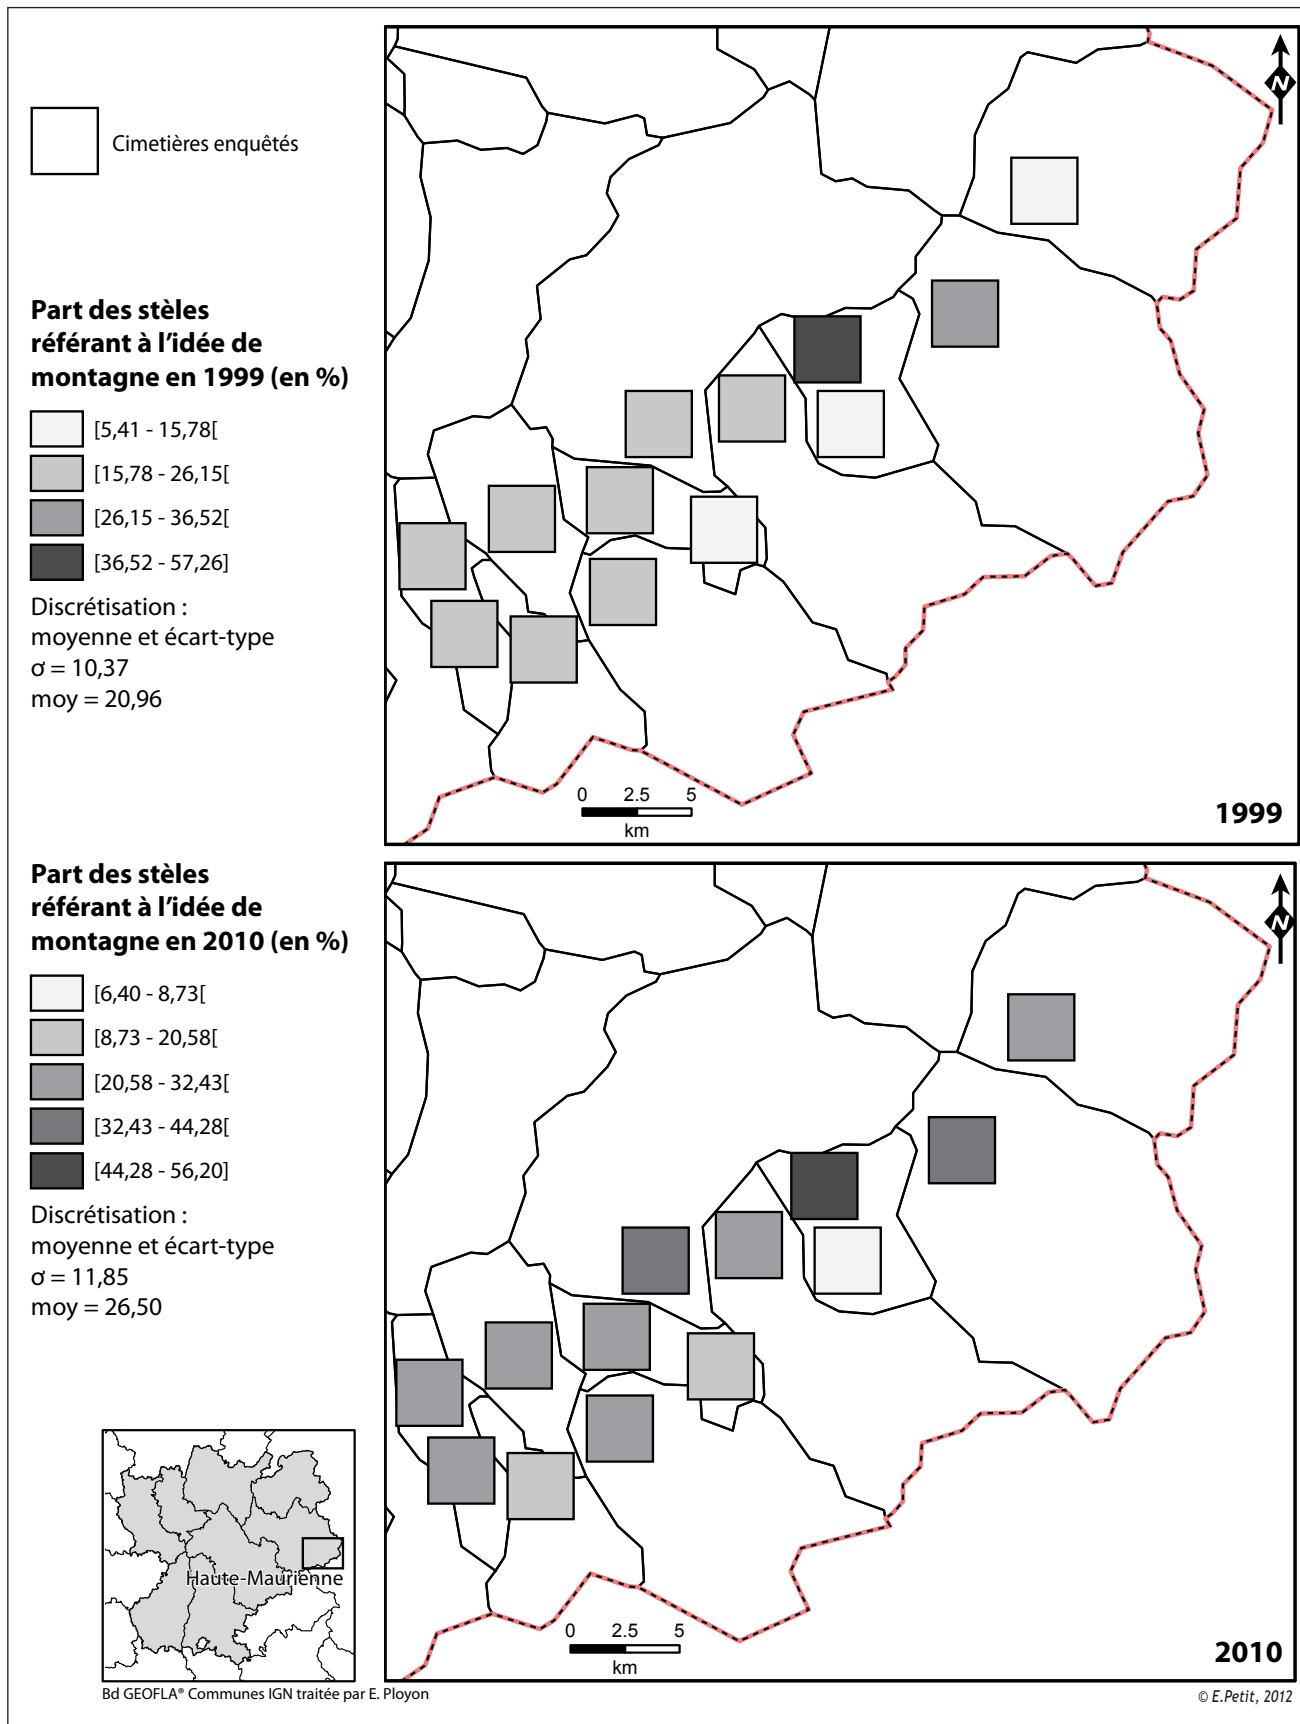 Cimetières enquêtés
Part des stèles
référant à l'idée de
montagne en 1999 (en %)
[5,41 - 15,78[
[15,78 - 26,15[
[26,15 - 36,52[
[36,52 - 57,26]
Discrétisation :
moyenne et écart-type
σ = 10,37
moy = 20,96
N
0 2.5 5
km
1999
Part des stèles
référant à l'idée de
montagne en 2010 (en %)
[6,40 - 8,73[
[8,73 - 20,58[
[20,58 - 32,43[
[32,43 - 44,28[
[44,28 - 56,20]
Discrétisation :
moyenne et écart-type
σ = 11,85
moy = 26,50
N
0 2.5 5
km
2010
Haute-Maurienne
Bd GEOFLA® Communes IGN traitée par E. Ployon
© E.Petit, 2012